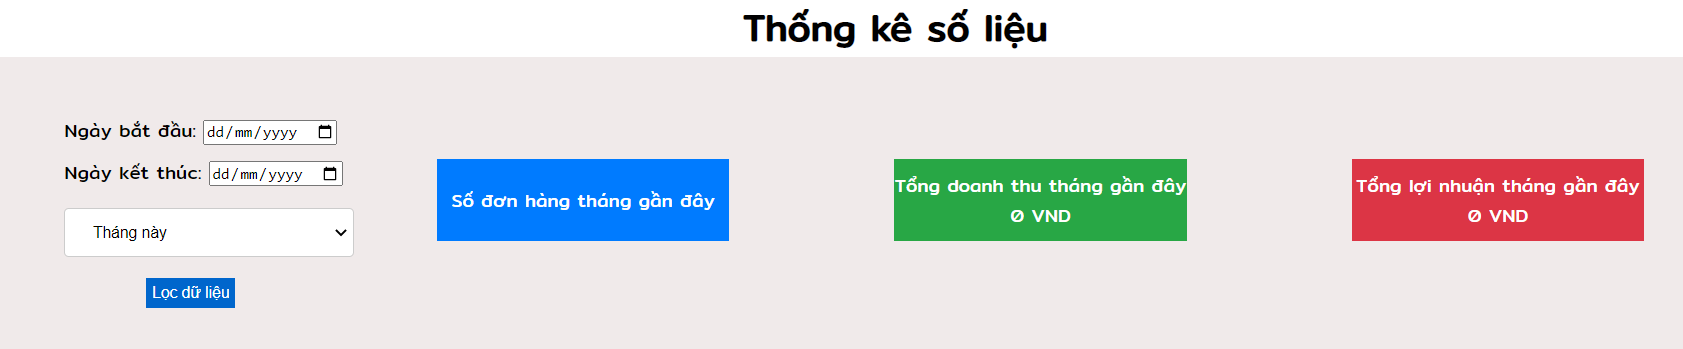 Thống kê số liệu
Ngày bắt đầu: dd/mm/yyyy
Ngày kết thúc: dd/mm/yyyy
Tháng này
Lọc dữ liệu
Số đơn hàng tháng gần đây
Tổng doanh thu tháng gần đây
0 VND
Tổng lợi nhuận tháng gần đây
0 VND